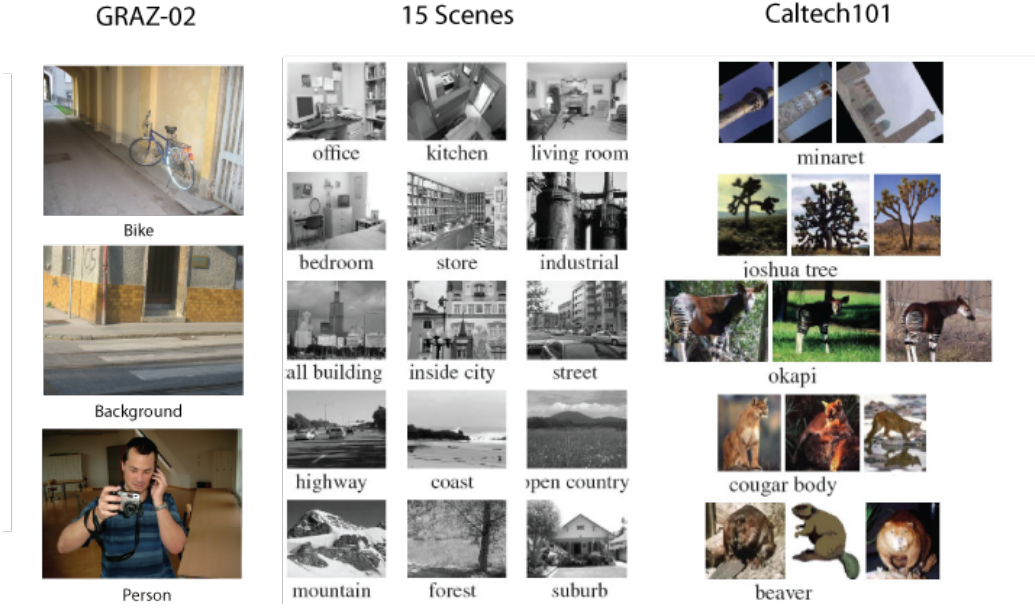 GRAZ-02
15 Scenes
Caltech101
Bike
Background
Person
office
kitchen
living room
bedroom
store
industrial
all building
inside city
street
highway
coast
open country
mountain
forest
suburb
minaret
joshua tree
okapi
cougar body
beaver